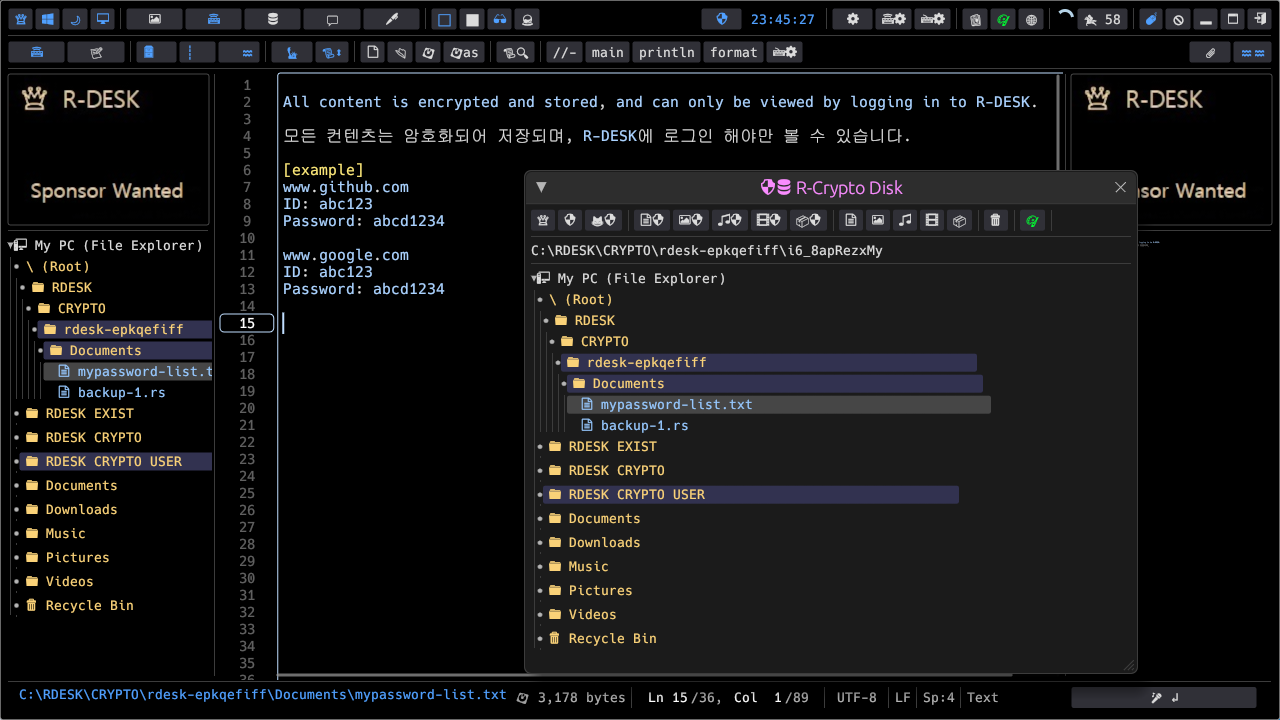 23:45:27
58
as
//-
main
println
format
R-DESK
Sponsor Wanted
My PC (File Explorer)
\ (Root)
RDESK
CRYPTO
rdesk-epkqefiff
Documents
mypassword-list.t
backup-1.rs
RDESK EXIST
RDESK CRYPTO
RDESK CRYPTO USER
Documents
Downloads
Music
Pictures
Videos
Recycle Bin
1
2 All content is encrypted and stored, and can only be viewed by logging in to R-DESK.
3
4 모든 컨텐츠는 암호화되어 저장되며, R-DESK에 로그인 해야만 볼 수 있습니다.
5
6 [example]
7 www.github.com
8 ID: abc123
9 Password: abcd1234
10
11 www.google.com
12 ID: abc123
13 Password: abcd1234
14
15
16
17
18
19
20
21
22
23
24
25
26
27
28
29
30
31
32
33
34
35
36
R-Crypto Disk
C:\RDESK\CRYPTO\rdesk-epkqefiff\i6_8apRezxMy
My PC (File Explorer)
\ (Root)
RDESK
CRYPTO
rdesk-epkqefiff
Documents
mypassword-list.txt
backup-1.rs
RDESK EXIST
RDESK CRYPTO
RDESK CRYPTO USER
Documents
Downloads
Music
Pictures
Videos
Recycle Bin
R-DESK
nsor Wanted
C:\RDESK\CRYPTO\rdesk-epkqefiff\Documents\mypassword-list.txt 3,178 bytes Ln 15/36, Col 1/89 UTF-8 LF Sp:4 Text